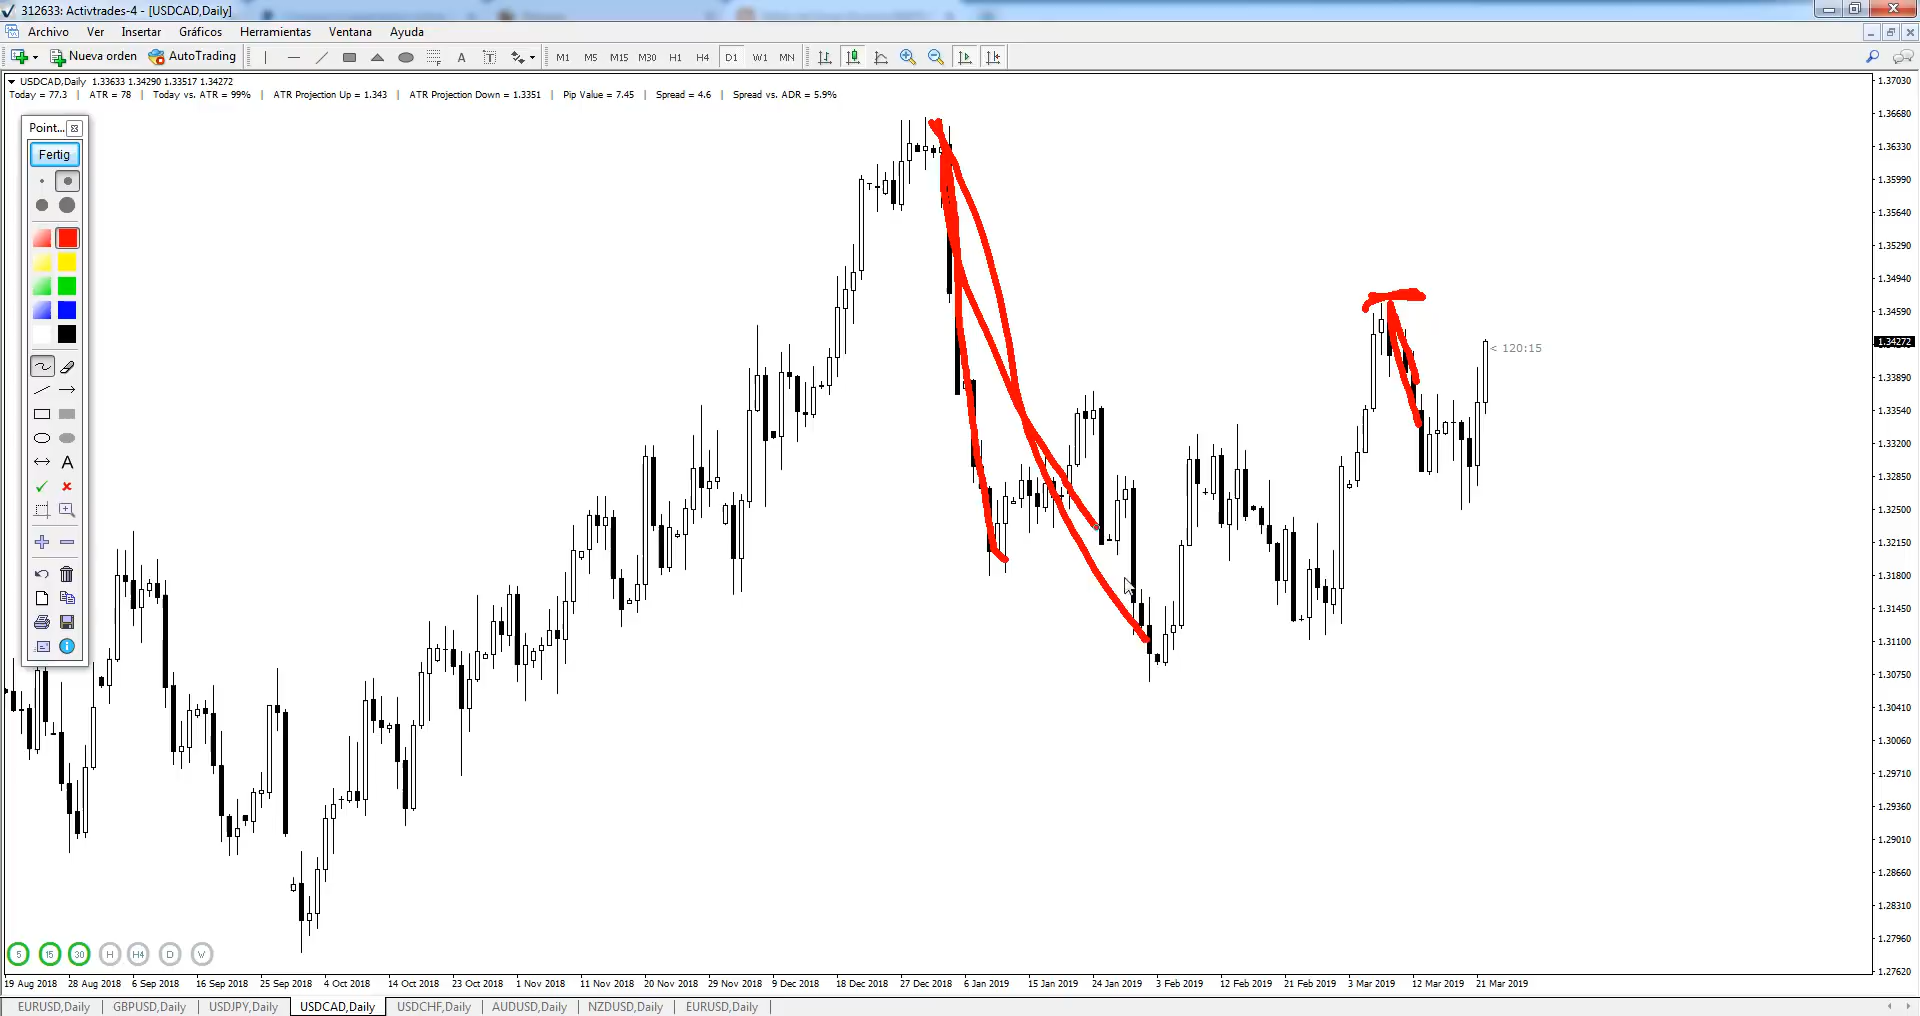 312633: Activtrades-4 - [USDCAD,Daily]
Archivo Ver Insertar Gráficos Herramientas Ventana Ayuda
Nueva orden AutoTrading A T M1 M5 M15 M30 H1 H4 D1 W1 MN
USDCAD,Daily 1.33633 1.34290 1.33517 1.34272
Today = 77.3 | ATR = 78 | Today vs. ATR = 99% | ATR Projection Up = 1.343 | ATR Projection Down = 1.3351 | Pip Value = 7.45 | Spread = 4.6 | Spread vs. ADR = 5.9%
Point...
Fertig
A
1.37030
1.36680
1.36330
1.35990
1.35640
1.35290
1.34940
1.34590
1.34272
< 120:15
1.33890
1.33540
1.33200
1.32850
1.32500
1.32150
1.31800
1.31450
1.31100
1.30750
1.30410
1.30060
1.29710
1.29360
1.29010
1.28660
1.28310
1.27960
1.27620
5 15 30 H H4 D W
19 Aug 2018 28 Aug 2018 6 Sep 2018 16 Sep 2018 25 Sep 2018 4 Oct 2018 14 Oct 2018 23 Oct 2018 1 Nov 2018 11 Nov 2018 20 Nov 2018 29 Nov 2018 9 Dec 2018 18 Dec 2018 27 Dec 2018 6 Jan 2019 15 Jan 2019 24 Jan 2019 3 Feb 2019 12 Feb 2019 21 Feb 2019 3 Mar 2019 12 Mar 2019 21 Mar 2019
EURUSD,Daily GBPUSD,Daily USDJPY,Daily USDCAD,Daily USDCHF,Daily AUDUSD,Daily NZDUSD,Daily EURUSD,Daily